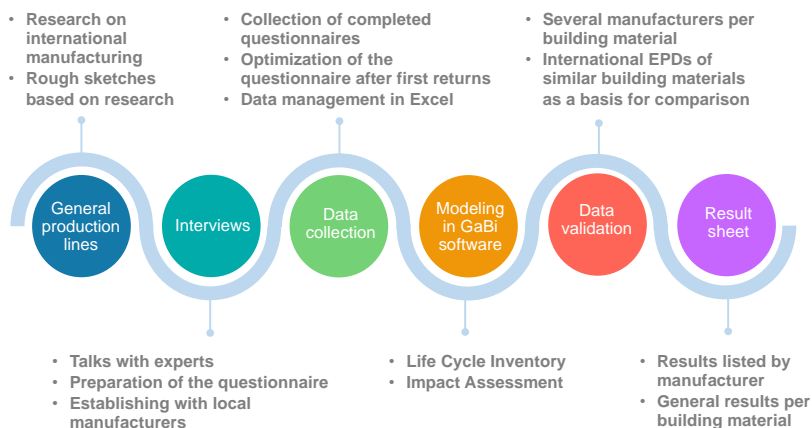 • Research on
international
manufacturing
• Rough sketches
based on research
• Collection of completed
questionnaires
• Optimization of the
questionnaire after first returns
• Data management in Excel
• Several manufacturers per
building material
• International EPDs of
similar building materials
as a basis for comparison
General
production
lines
Interviews
Data
collection
Modeling
in GaBi
software
Data
validation
Result
sheet
• Talks with experts
• Preparation of the questionnaire
• Establishing with local
manufacturers
• Life Cycle Inventory
• Impact Assessment
• Results listed by
manufacturer
• General results per
building material